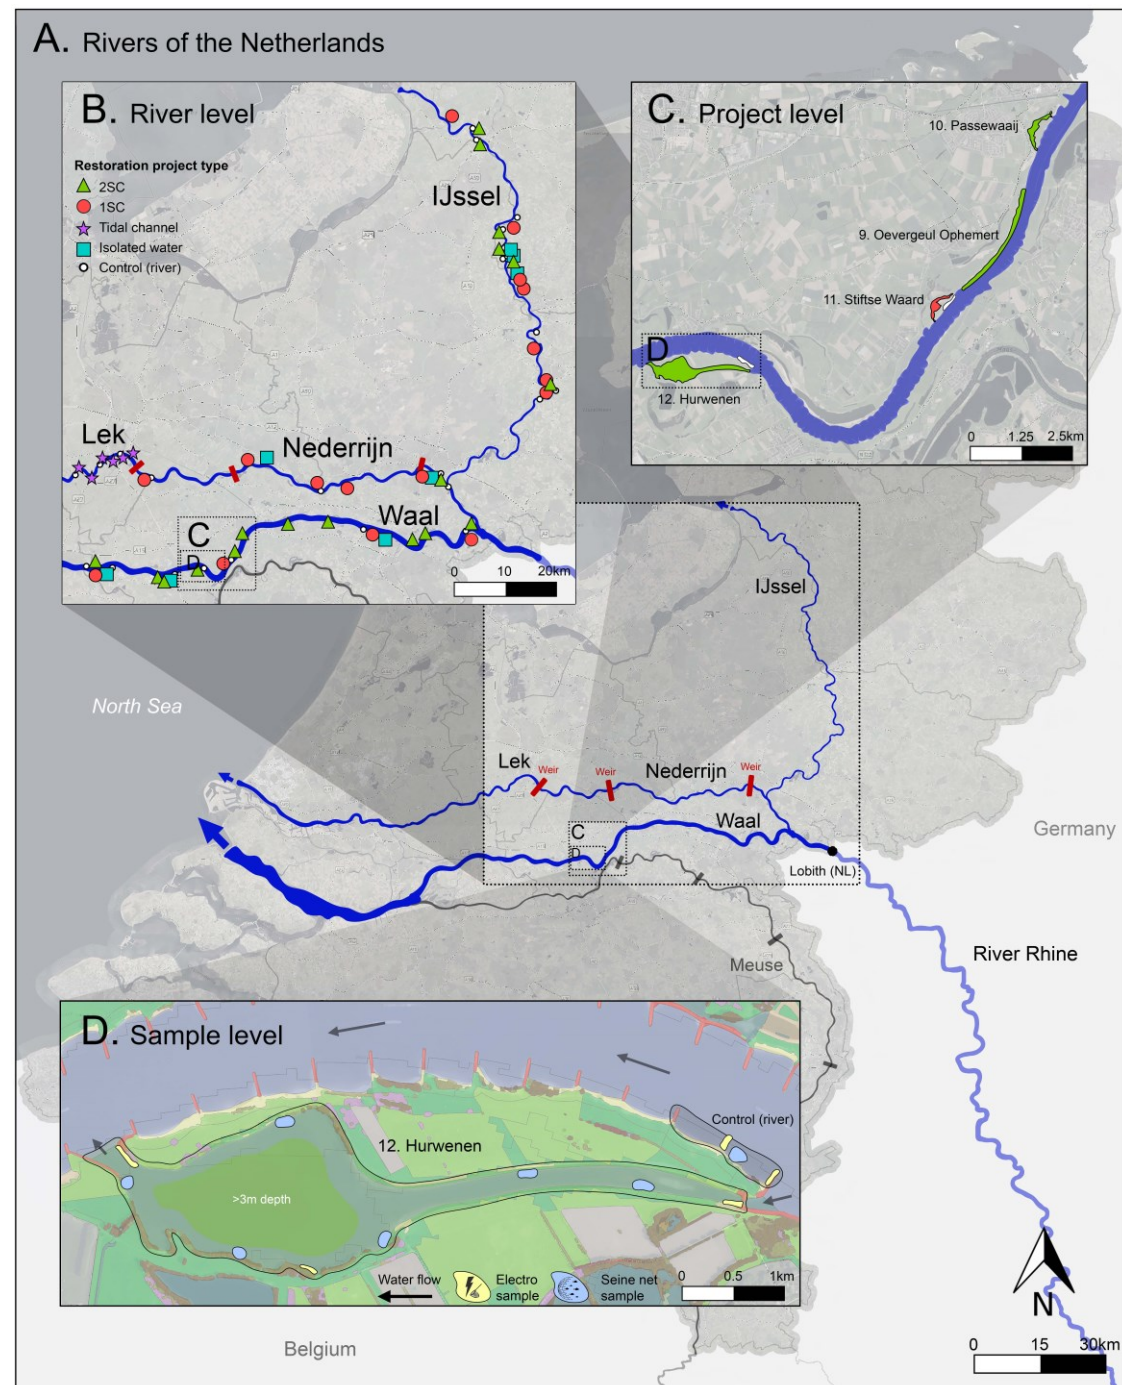 A. Rivers of the Netherlands
B. River level
Restoration project type
2SC
1SC
Tidal channel
Isolated water
Control (river)
IJssel
Lek
Nederrijn
Waal
C
D
0 10 20km
C. Project level
10. Passewaaij
9. Oevergeul Ophemert
11. Stiftse Waard
D
12. Hurwenen
0 1.25 2.5km
IJssel
North Sea
Lek
Weir
Weir
Nederrijn
Weir
Waal
C
D
Germany
Lobith (NL)
Meuse
River Rhine
D. Sample level
Control (river)
12. Hurwenen
>3m depth
Water flow
Electro
sample
Seine net
sample
0 0.5 1km
Belgium
N
0 15 30km